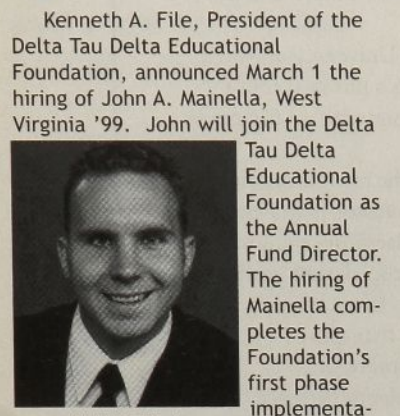 Kenneth A. File, President of the
Delta Tau Delta Educational
Foundation, announced March 1 the
hiring of John A. Mainella, West
Virginia ’99.  John will join the Delta
Tau Delta
Educational
Foundation as
the Annual
Fund Director.
The hiring of
Mainella com-
pletes the
Foundation’s
first phase
implementa-